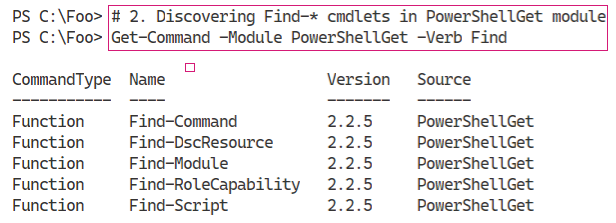 PS C:\Foo> # 2. Discovering Find-* cmdlets in PowerShellGet module
PS C:\Foo> Get-Command -Module PowerShellGet -Verb Find
CommandType Name Version Source
----------- ---- ------- ------
Function Find-Command 2.2.5 PowerShellGet
Function Find-DscResource 2.2.5 PowerShellGet
Function Find-Module 2.2.5 PowerShellGet
Function Find-RoleCapability 2.2.5 PowerShellGet
Function Find-Script 2.2.5 PowerShellGet